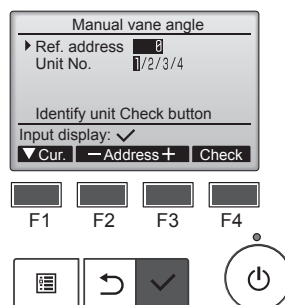 Manual vane angle
Ref. address 0
Unit No. 1/2/3/4
Identify unit Check button
Input display: ✓
▼Cur. －Address＋ Check
F1 F2 F3 F4